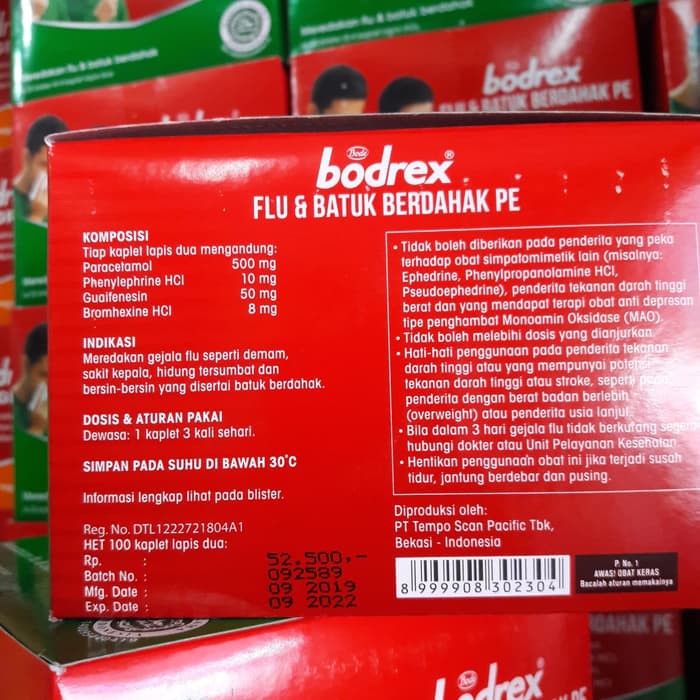 Meredakan flu & batuk berdahak
bodrex
FLU & BATUK BERDAHAK PE
Bode
bodrex®
FLU & BATUK BERDAHAK PE
KOMPOSISI
Tiap kaplet lapis dua mengandung:
Paracetamol 500 mg
Phenylephrine HCl 10 mg
Guaifenesin 50 mg
Bromhexine HCl 8 mg
INDIKASI
Meredakan gejala flu seperti demam,
sakit kepala, hidung tersumbat dan
bersin-bersin yang disertai batuk berdahak.
DOSIS & ATURAN PAKAI
Dewasa: 1 kaplet 3 kali sehari.
SIMPAN PADA SUHU DI BAWAH 30°C
Informasi lengkap lihat pada blister.
Reg. No. DTL1222721804A1
HET 100 kaplet lapis dua:
Rp. : 52.500,-
Batch No. : 092589
Mfg. Date : 09 2019
Exp. Date : 09 2022
• Tidak boleh diberikan pada penderita yang peka
terhadap obat simpatomimetik lain (misalnya:
Ephedrine, Phenylpropanolamine HCl,
Pseudoephedrine), penderita tekanan darah tinggi
berat dan yang mendapat terapi obat anti depresan
tipe penghambat Monoamin Oksidase (MAO).
• Tidak boleh melebihi dosis yang dianjurkan.
• Hati-hati penggunaan pada penderita tekanan
darah tinggi atau yang mempunyai potensi
tekanan darah tinggi atau stroke, seperti pada
penderita dengan berat badan berlebih
(overweight) atau penderita usia lanjut.
• Bila dalam 3 hari gejala flu tidak berkurang segera
hubungi dokter atau Unit Pelayanan Kesehatan.
• Hentikan penggunaan obat ini jika terjadi susah
tidur, jantung berdebar dan pusing.
Diproduksi oleh:
PT Tempo Scan Pacific Tbk,
Bekasi - Indonesia
8 999908 302304
P. No. 1
AWAS! OBAT KERAS
Bacalah aturan memakainya
AK PE
Bode
bodrex